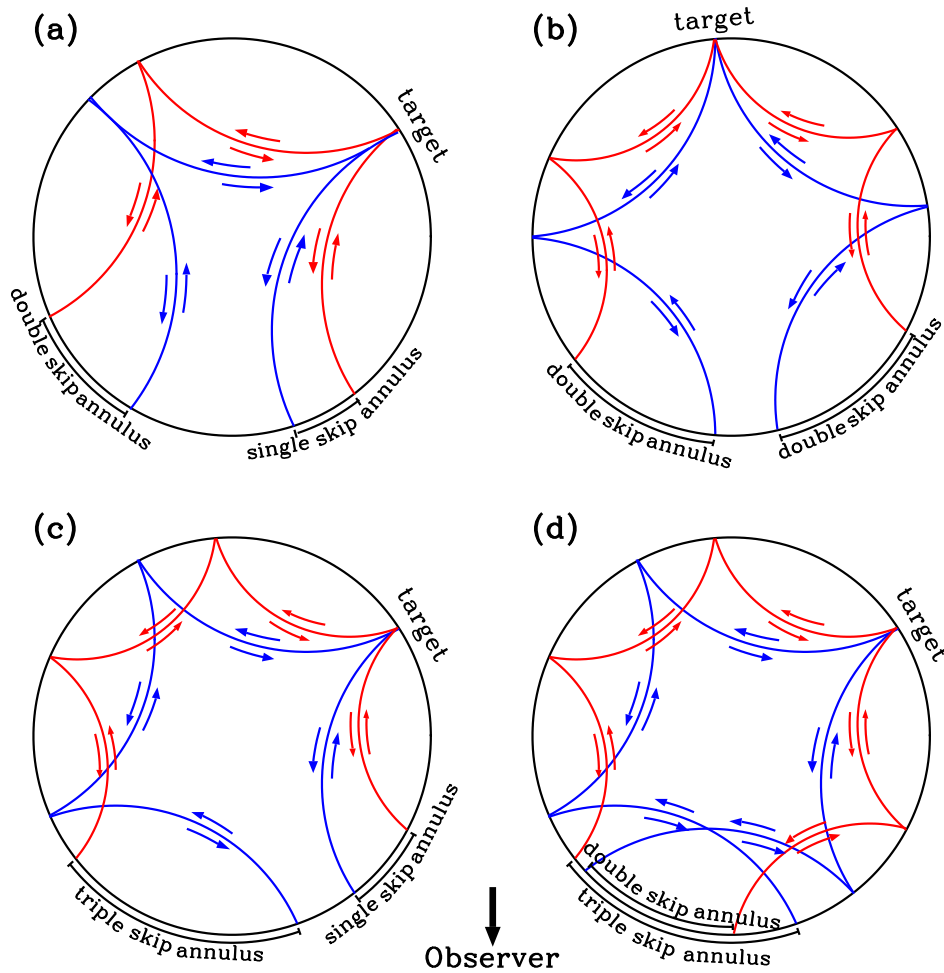 (a)
target
double skip annulus
single skip annulus
(b)
target
double skip annulus
double skip annulus
(c)
target
triple skip annulus
single skip annulus
(d)
target
double skip annulus
triple skip annulus
Observer